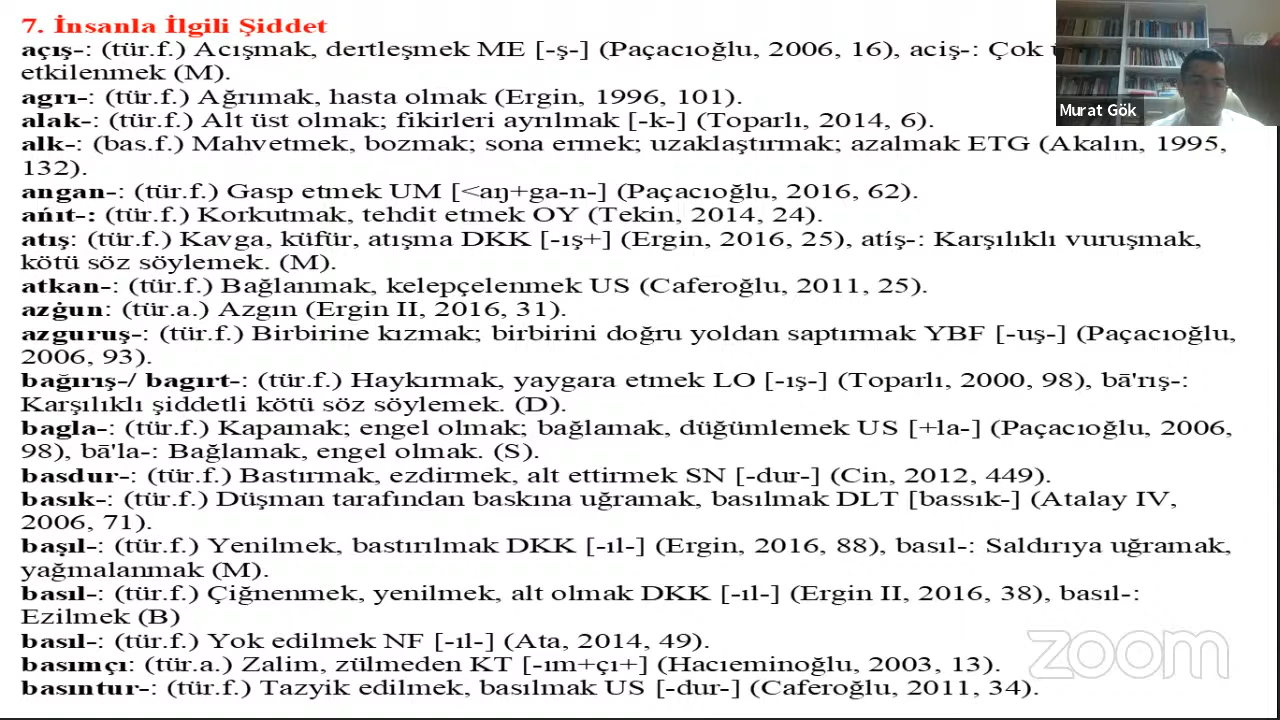 7. İnsanla İlgili Şiddet
açış-: (tür.f.) Acışmak, dertleşmek ME [-ş-] (Paçacıoğlu, 2006, 16), aciş-: Çok
etkilenmek (M).
agrı-: (tür.f.) Ağrımak, hasta olmak (Ergin, 1996, 101).
alak-: (tür.f.) Alt üst olmak; fikirleri ayrılmak [-k-] (Toparlı, 2014, 6).
alk-: (bas.f.) Mahvetmek, bozmak; sona ermek; uzaklaştırmak; azalmak ETG (Akalın, 1995,
132).
angan-: (tür.f.) Gasp etmek UM [<aŋ+ga-n-] (Paçacıoğlu, 2016, 62).
ańıt-: (tür.f.) Korkutmak, tehdit etmek OY (Tekin, 2014, 24).
atış: (tür.f.) Kavga, küfür, atışma DKK [-ış+] (Ergin, 2016, 25), atíş-: Karşılıklı vuruşmak,
kötü söz söylemek. (M).
atkan-: (tür.f.) Bağlanmak, kelepçelenmek US (Caferoğlu, 2011, 25).
azġun: (tür.a.) Azgın (Ergin II, 2016, 31).
azguruş-: (tür.f.) Birbirine kızmak; birbirini doğru yoldan saptırmak YBF [-uş-] (Paçacıoğlu,
2006, 93).
bağırış-/ bagırt-: (tür.f.) Haykırmak, yaygara etmek LO [-ış-] (Toparlı, 2000, 98), bā'rış-:
Karşılıklı şiddetli kötü söz söylemek. (D).
bagla-: (tür.f.) Kapamak; engel olmak; bağlamak, düğümlemek US [+la-] (Paçacıoğlu, 2006,
98), bā'la-: Bağlamak, engel olmak. (S).
basdur-: (tür.f.) Bastırmak, ezdirmek, alt ettirmek SN [-dur-] (Cin, 2012, 449).
basık-: (tür.f.) Düşman tarafından baskına uğramak, basılmak DLT [bassık-] (Atalay IV,
2006, 71).
başıl-: (tür.f.) Yenilmek, bastırılmak DKK [-ıl-] (Ergin, 2016, 88), basıl-: Saldırıya uğramak,
yağmalanmak (M).
basıl-: (tür.f.) Çiğnenmek, yenilmek, alt olmak DKK [-ıl-] (Ergin II, 2016, 38), basıl-:
Ezilmek (B)
basıl-: (tür.f.) Yok edilmek NF [-ıl-] (Ata, 2014, 49).
basımçı: (tür.a.) Zalim, zülmeden KT [-ım+çı+] (Hacıeminoğlu, 2003, 13).
basıntur-: (tür.f.) Tazyik edilmek, basılmak US [-dur-] (Caferoğlu, 2011, 34).
Murat Gök
zoom